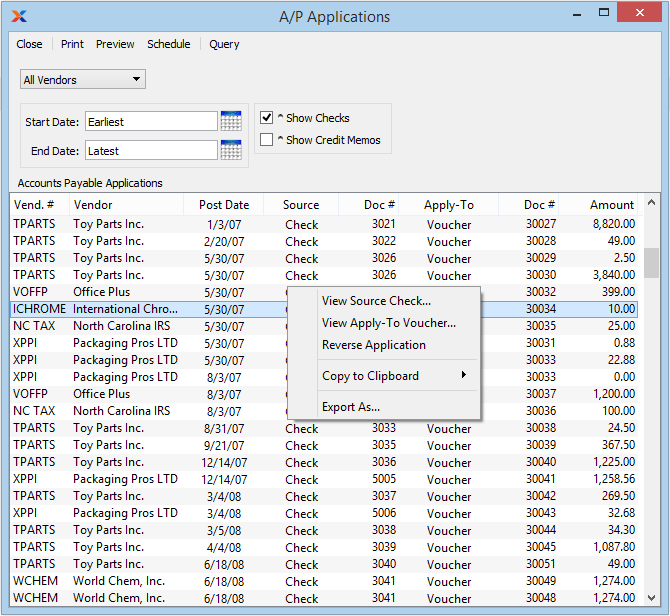 A/P Applications
Close Print Preview Schedule Query
All Vendors
Start Date: Earliest ^ Show Checks
End Date: Latest ^ Show Credit Memos
Accounts Payable Applications
Vend. # Vendor Post Date Source Doc # Apply-To Doc # Amount
TPARTS Toy Parts Inc. 1/3/07 Check 3021 Voucher 30027 8,820.00
TPARTS Toy Parts Inc. 2/20/07 Check 3022 Voucher 30028 49.00
TPARTS Toy Parts Inc. 5/30/07 Check 3026 Voucher 30029 2.50
TPARTS Toy Parts Inc. 5/30/07 Check 3026 Voucher 30030 3,840.00
VOFFP Office Plus 5/30/07 30032 399.00
ICHROME International Chro... 5/30/07 30034 10.00
NC TAX North Carolina IRS 5/30/07 30035 25.00
XPPI Packaging Pros LTD 5/30/07 30031 0.88
XPPI Packaging Pros LTD 5/30/07 30033 22.88
XPPI Packaging Pros LTD 8/3/07 30033 0.00
VOFFP Office Plus 8/3/07 30037 1,200.00
NC TAX North Carolina IRS 8/3/07 30036 100.00
View Source Check...
View Apply-To Voucher...
Reverse Application
Copy to Clipboard
Export As...
TPARTS Toy Parts Inc. 8/31/07 Check 3033 Voucher 30038 24.50
TPARTS Toy Parts Inc. 9/21/07 Check 3035 Voucher 30039 367.50
TPARTS Toy Parts Inc. 12/14/07 Check 3036 Voucher 30040 1,225.00
XPPI Packaging Pros LTD 12/14/07 Check 5005 Voucher 30041 1,258.56
TPARTS Toy Parts Inc. 3/4/08 Check 3037 Voucher 30042 269.50
XPPI Packaging Pros LTD 3/4/08 Check 5006 Voucher 30043 32.68
TPARTS Toy Parts Inc. 3/5/08 Check 3038 Voucher 30044 34.30
TPARTS Toy Parts Inc. 4/4/08 Check 3039 Voucher 30045 1,087.80
TPARTS Toy Parts Inc. 6/18/08 Check 3040 Voucher 30051 49.00
WCHEM World Chem, Inc. 6/18/08 Check 3041 Voucher 30049 1,274.00
WCHEM World Chem, Inc. 6/18/08 Check 3041 Voucher 30048 1,274.00